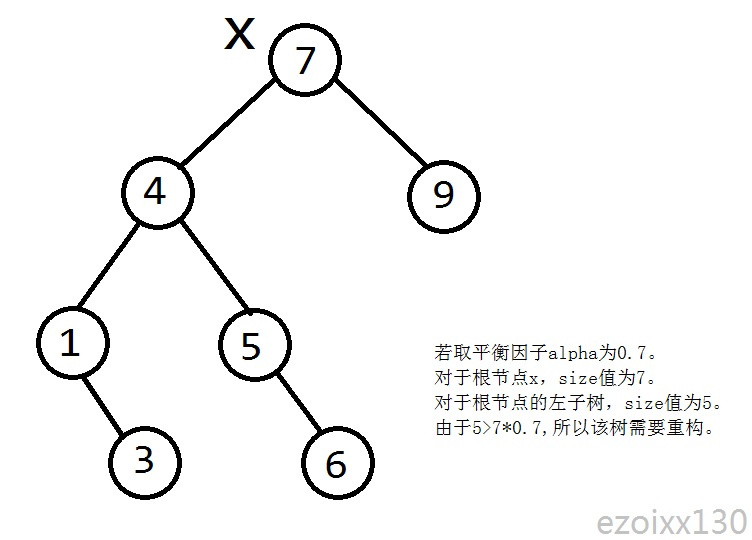 x
7
4
9
1
5
3
6
若取平衡因子alpha为0.7。
对于根节点x，size值为7。
对于根节点的左子树，size值为5。
由于5>7*0.7,所以该树需要重构。
ezoixx130